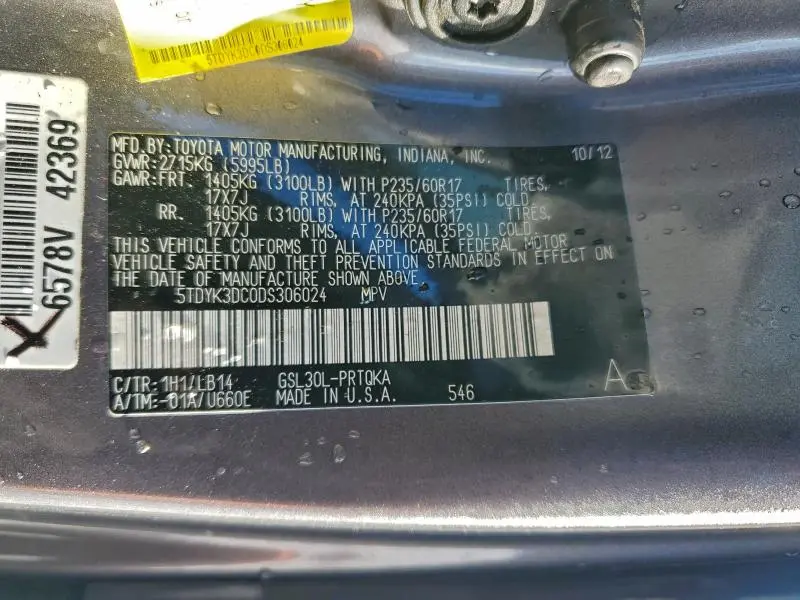 5TDYK3DC0DS306024
6578V 42369
MFD.BY:TOYOTA MOTOR MANUFACTURING, INDIANA, INC. 10/12
GVWR:2715KG (5995LB)
GAWR:FRT. 1405KG (3100LB) WITH P235/60R17 TIRES,
17X7J RIMS, AT 240KPA (35PSI) COLD
RR. 1405KG (3100LB) WITH P235/60R17 TIRES,
17X7J RIMS, AT 240KPA (35PSI) COLD.
THIS VEHICLE CONFORMS TO ALL APPLICABLE FEDERAL MOTOR
VEHICLE SAFETY AND THEFT PREVENTION STANDARDS IN EFFECT ON
THE DATE OF MANUFACTURE SHOWN ABOVE.
5TDYK3DC0DS306024 MPV
C/TR:1H1/LB14 GSL30L-PRTQKA A
A/TM:-01A/U660E MADE IN U.S.A. 546